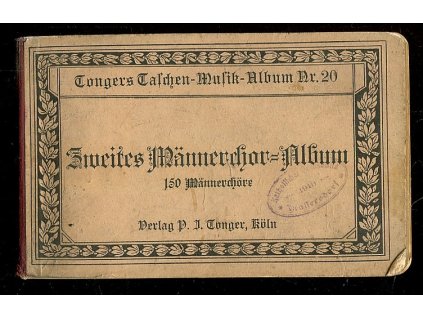 Tongers Taschen-Musik-Album Nr. 20
Zweites Männerchor=Album
150 Männerchöre
Verlag P. J. Tonger, Köln